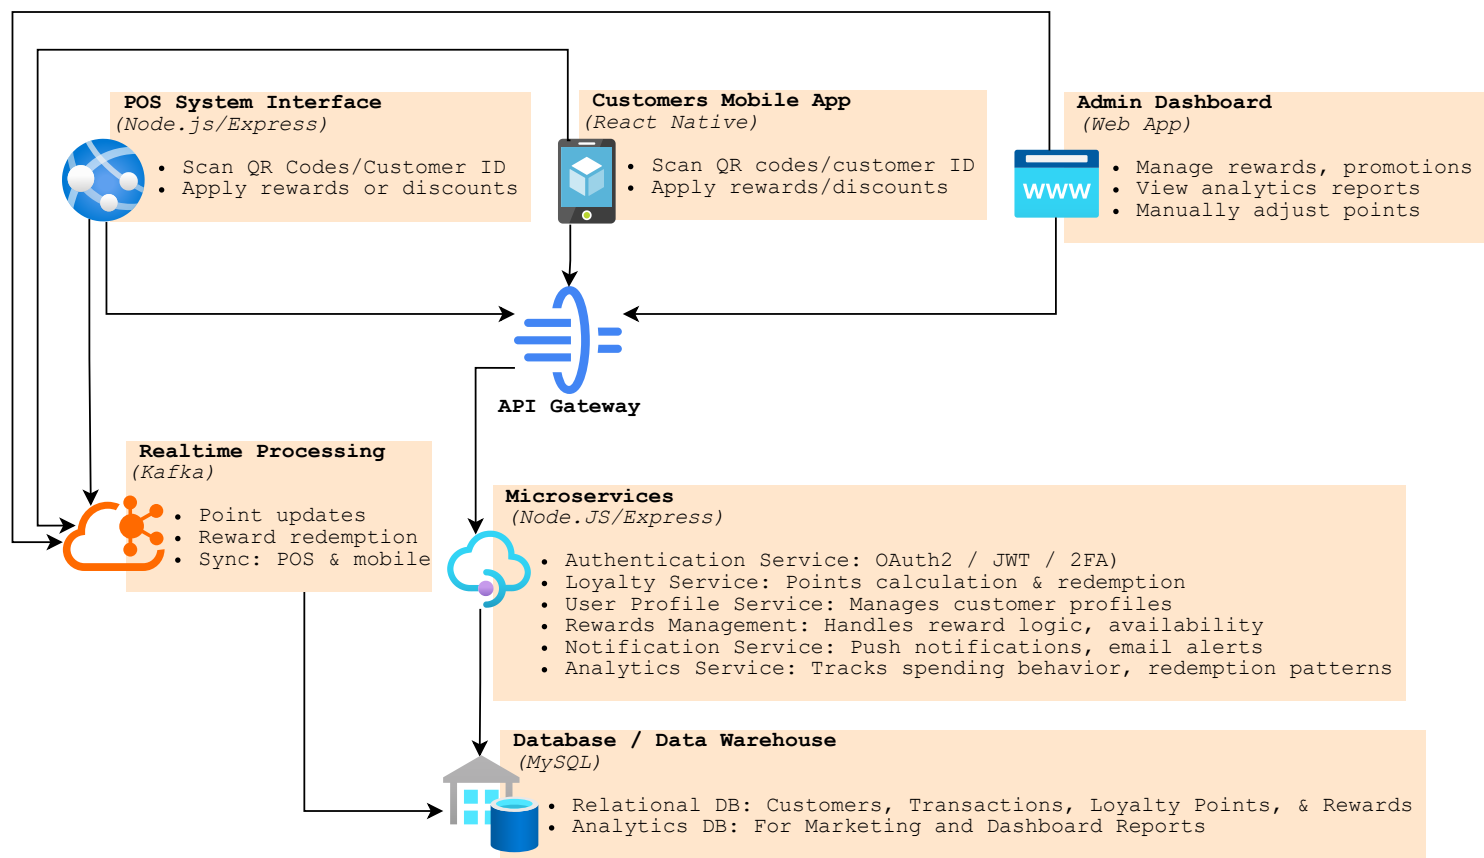 POS System Interface
(Node.js/Express)
• Scan QR Codes/Customer ID
• Apply rewards or discounts
Customers Mobile App
(React Native)
• Scan QR codes/customer ID
• Apply rewards/discounts
Admin Dashboard
(Web App)
www
• Manage rewards, promotions
• View analytics reports
• Manually adjust points
API Gateway
Realtime Processing
(Kafka)
• Point updates
• Reward redemption
• Sync: POS & mobile
Microservices
(Node.JS/Express)
• Authentication Service: OAuth2 / JWT / 2FA)
• Loyalty Service: Points calculation & redemption
• User Profile Service: Manages customer profiles
• Rewards Management: Handles reward logic, availability
• Notification Service: Push notifications, email alerts
• Analytics Service: Tracks spending behavior, redemption patterns
Database / Data Warehouse
(MySQL)
• Relational DB: Customers, Transactions, Loyalty Points, & Rewards
• Analytics DB: For Marketing and Dashboard Reports